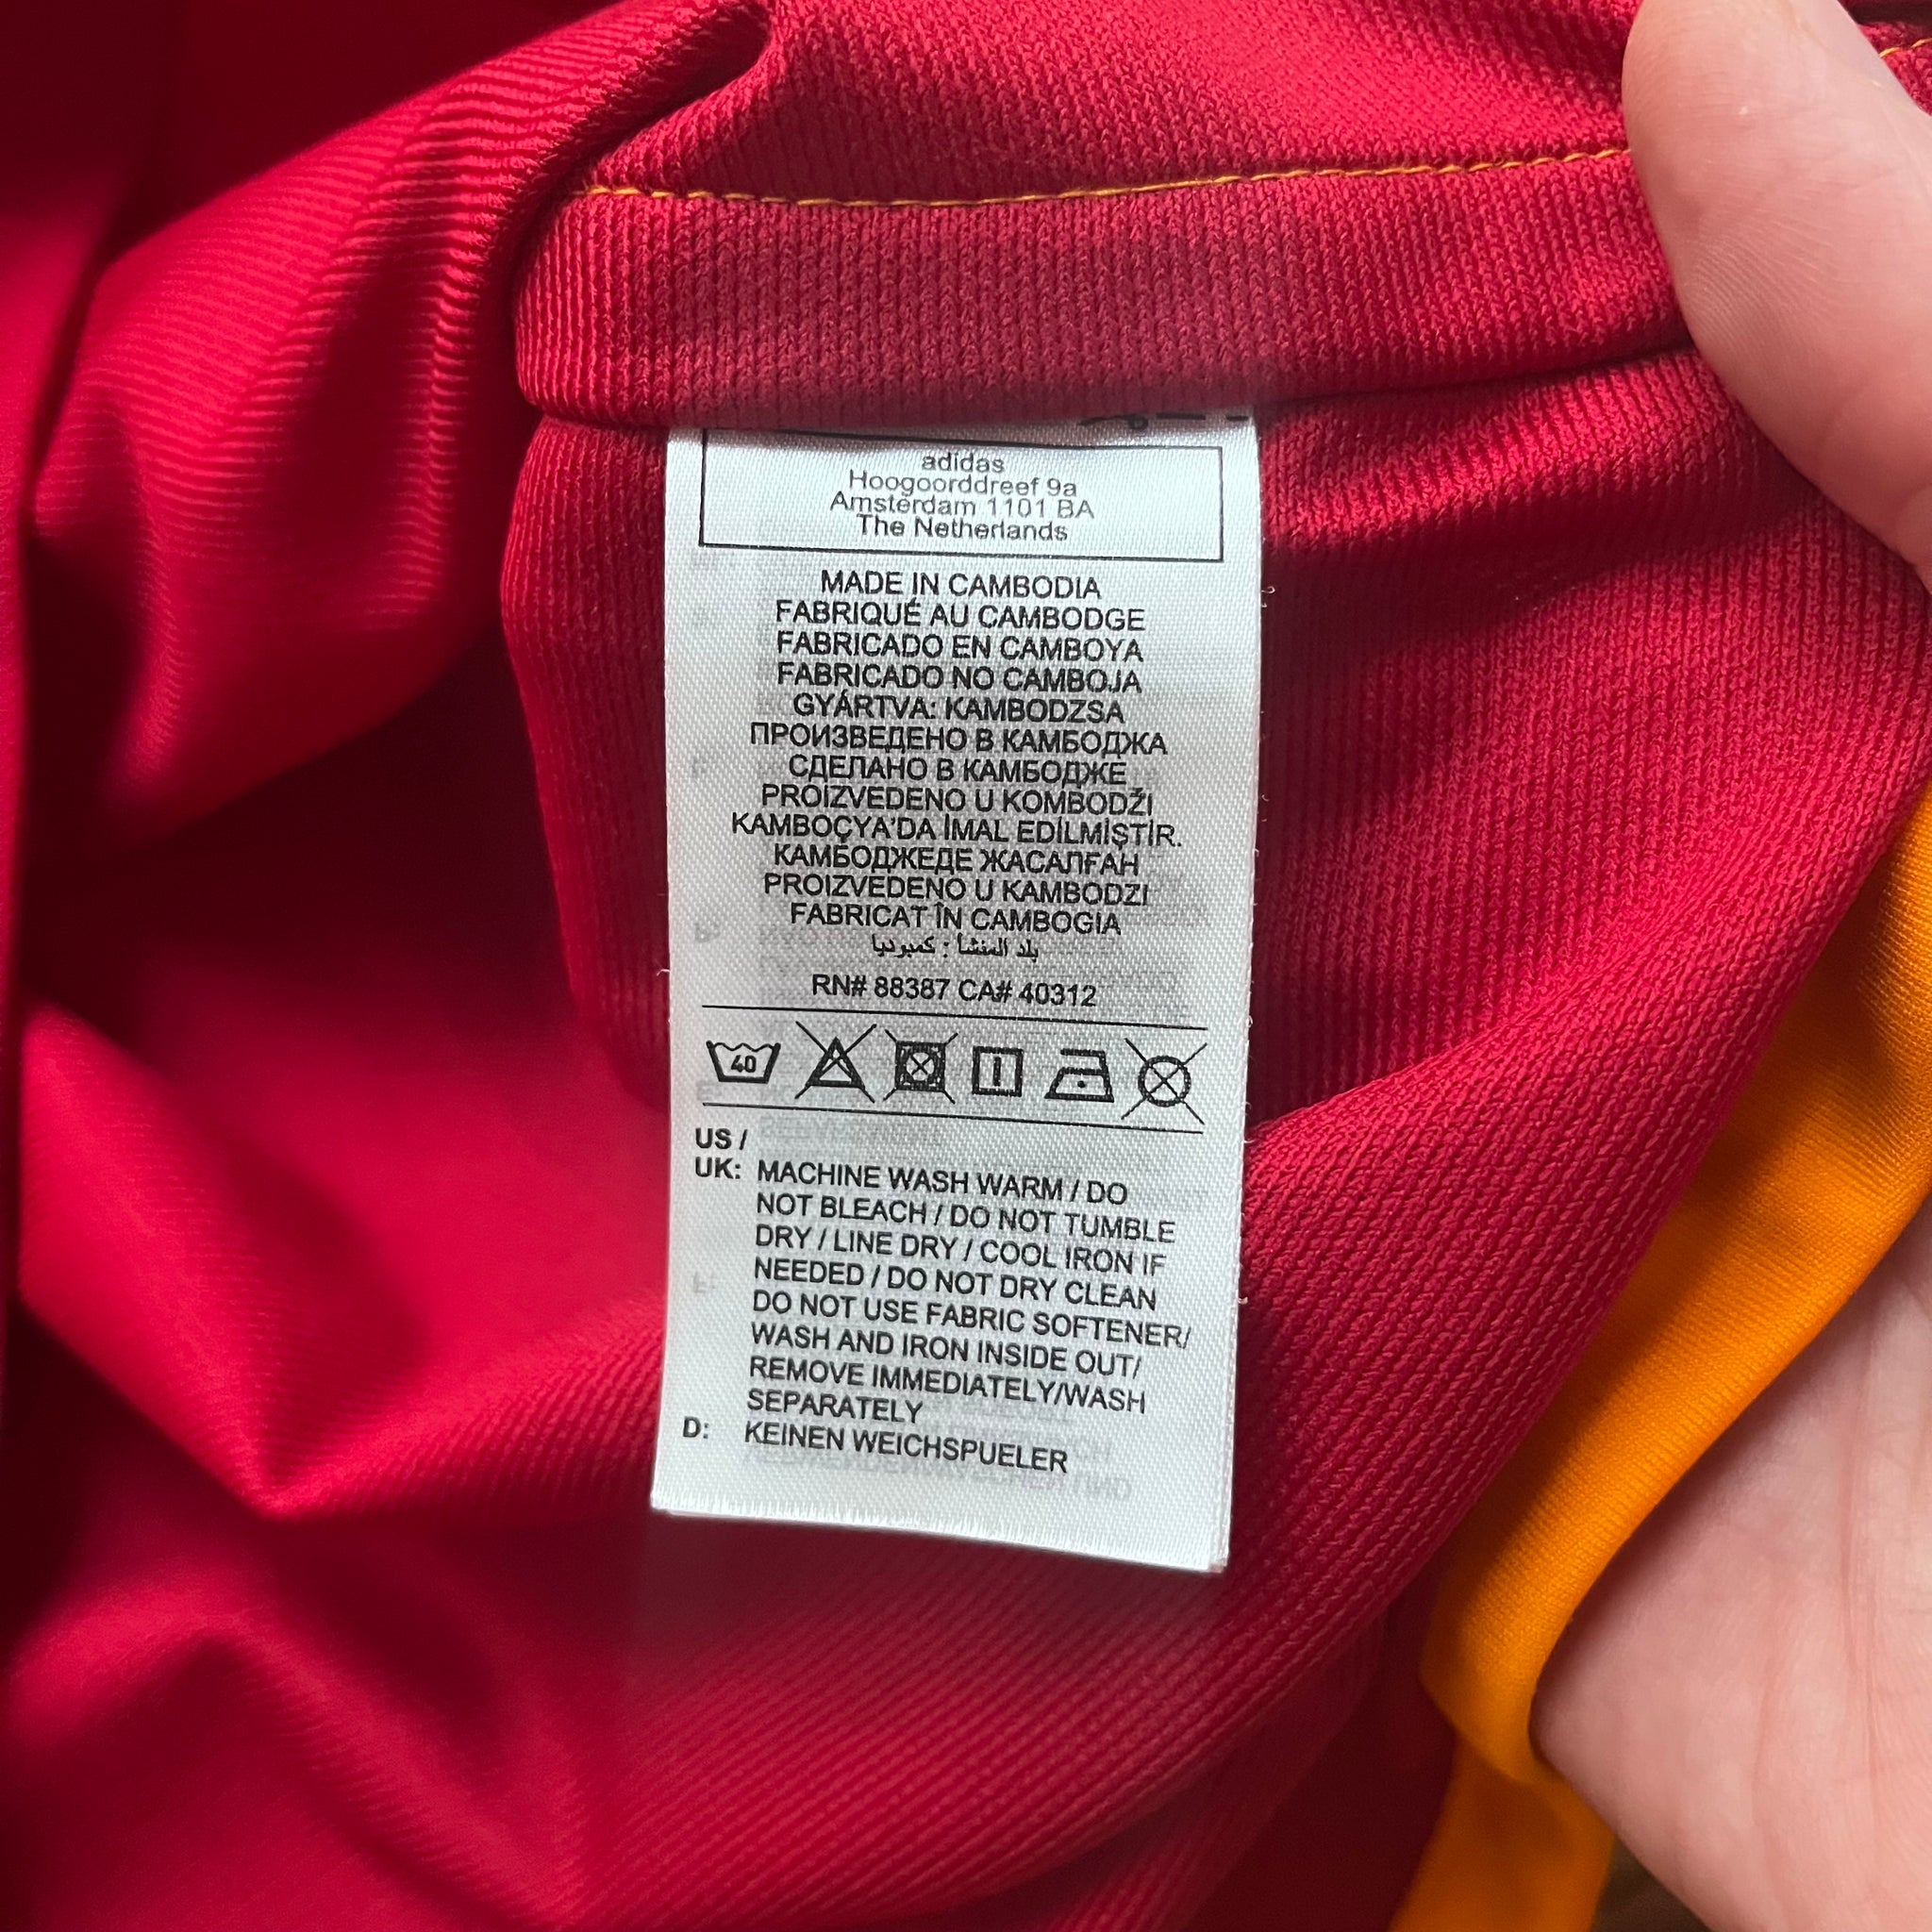 adidas
Hoogoorddreef 9a
Amsterdam 1101 BA
The Netherlands
MADE IN CAMBODIA
FABRIQUÉ AU CAMBODGE
FABRICADO EN CAMBOYA
FABRICADO NO CAMBOJA
GYÁRTVA: KAMBODZSA
ПРОИЗВЕДЕНО В КАМБОДЖА
СДЕЛАНО В КАМБОДЖЕ
PROIZVEDENO U KOMBODŽI
KAMBOÇYA'DA İMAL EDİLMİŞTİR.
КАМБОДЖЕДЕ ЖАСАЛҒАН
PROIZVEDENO U KAMBODZI
FABRICAT ÎN CAMBOGIA
بلد المنشأ : كمبوديا
RN# 88387 CA# 40312
40
US /
UK: MACHINE WASH WARM / DO
NOT BLEACH / DO NOT TUMBLE
DRY / LINE DRY / COOL IRON IF
NEEDED / DO NOT DRY CLEAN
DO NOT USE FABRIC SOFTENER/
WASH AND IRON INSIDE OUT/
REMOVE IMMEDIATELY/WASH
SEPARATELY
D: KEINEN WEICHSPUELER